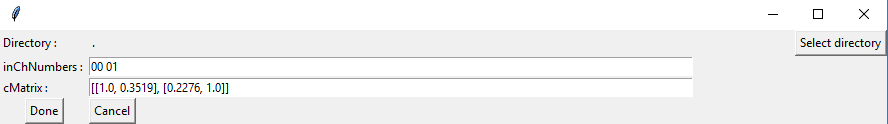 Directory : . Select directory
inChNumbers : 00 01
cMatrix : [[1.0, 0.3519], [0.2276, 1.0]]
Done Cancel